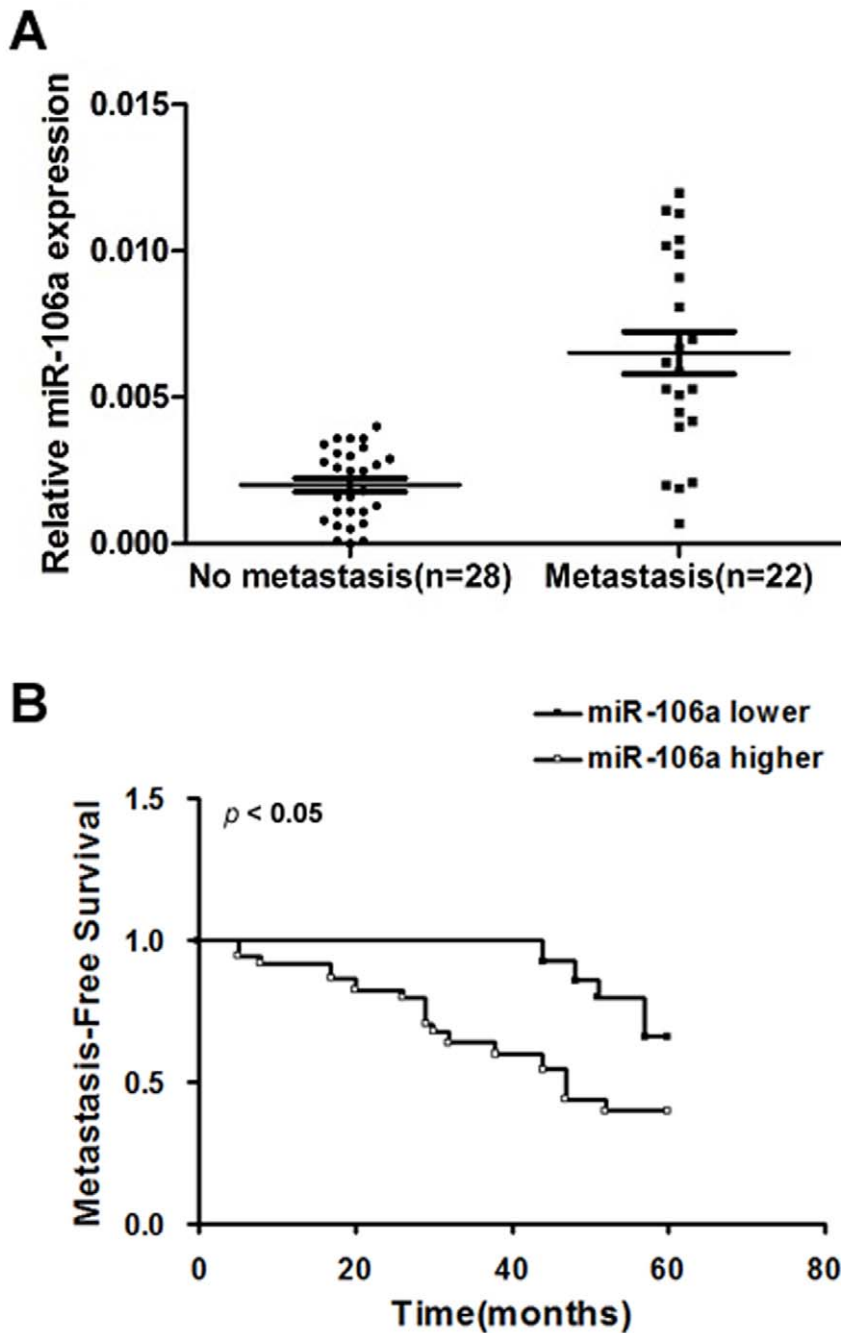 A
Relative miR-106a expression
0.015
0.010
0.005
0.000
No metastasis(n=28) Metastasis(n=22)
B
miR-106a lower
miR-106a higher
Metastasis-Free Survival
1.5
p < 0.05
1.0
0.5
0.0
0 20 40 60 80
Time(months)